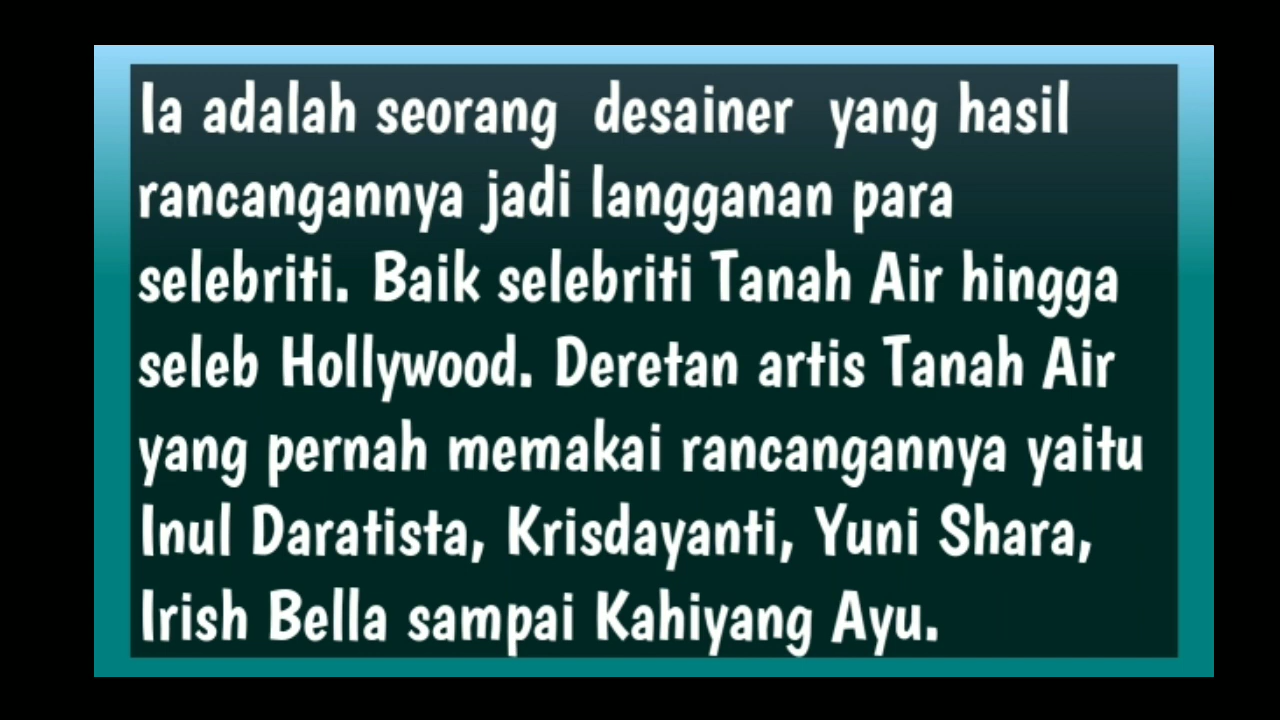 Ia adalah seorang desainer yang hasil
rancangannya jadi langganan para
selebriti. Baik selebriti Tanah Air hingga
seleb Hollywood. Deretan artis Tanah Air
yang pernah memakai rancangannya yaitu
Inul Daratista, Krisdayanti, Yuni Shara,
Irish Bella sampai Kahiyang Ayu.